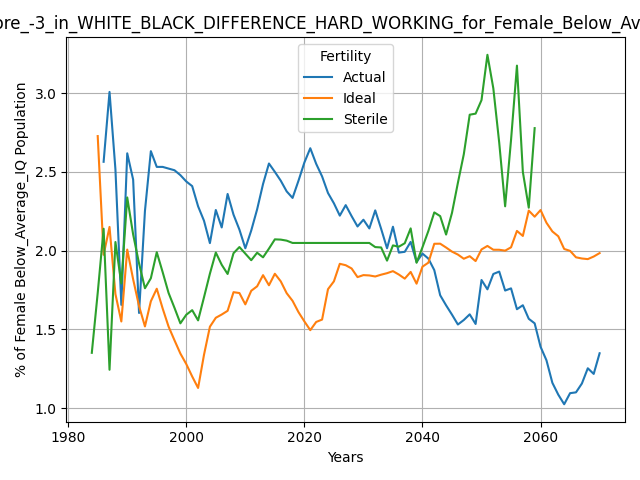 ore_-3_in_WHITE_BLACK_DIFFERENCE_HARD_WORKING_for_Female_Below_Av
Fertility
Actual
Ideal
Sterile
% of Female Below_Average_IQ Population
3.0
2.5
2.0
1.5
1.0
1980
2000
2020
2040
2060
Years